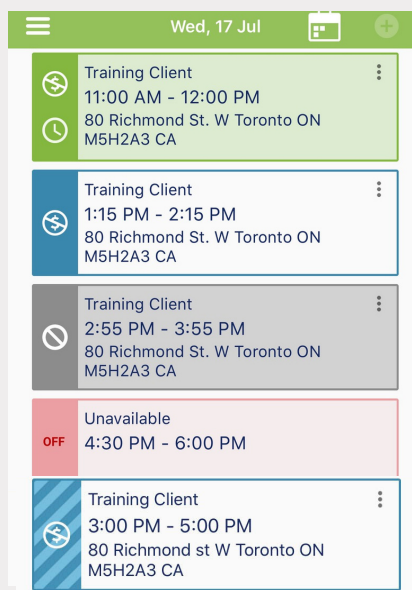 Wed, 17 Jul
Training Client
11:00 AM - 12:00 PM
80 Richmond St. W Toronto ON
M5H2A3 CA
Training Client
1:15 PM - 2:15 PM
80 Richmond St. W Toronto ON
M5H2A3 CA
Training Client
2:55 PM - 3:55 PM
80 Richmond St. W Toronto ON
M5H2A3 CA
Unavailable
OFF 4:30 PM - 6:00 PM
Training Client
3:00 PM - 5:00 PM
80 Richmond st W Toronto ON
M5H2A3 CA